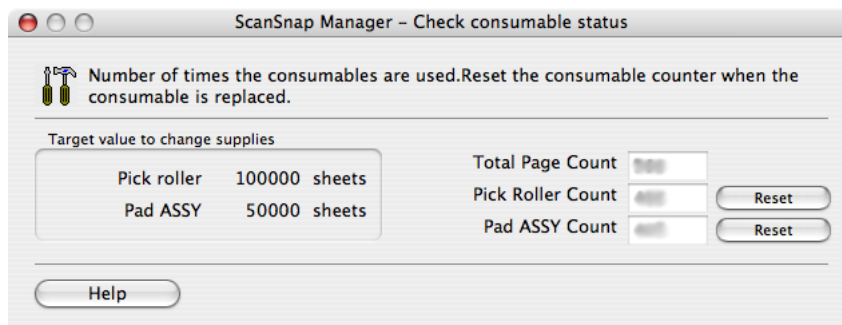 ScanSnap Manager – Check consumable status
Number of times the consumables are used.Reset the consumable counter when the
consumable is replaced.
Target value to change supplies
Pick roller 100000 sheets
Pad ASSY 50000 sheets
Total Page Count
Pick Roller Count Reset
Pad ASSY Count Reset
Help